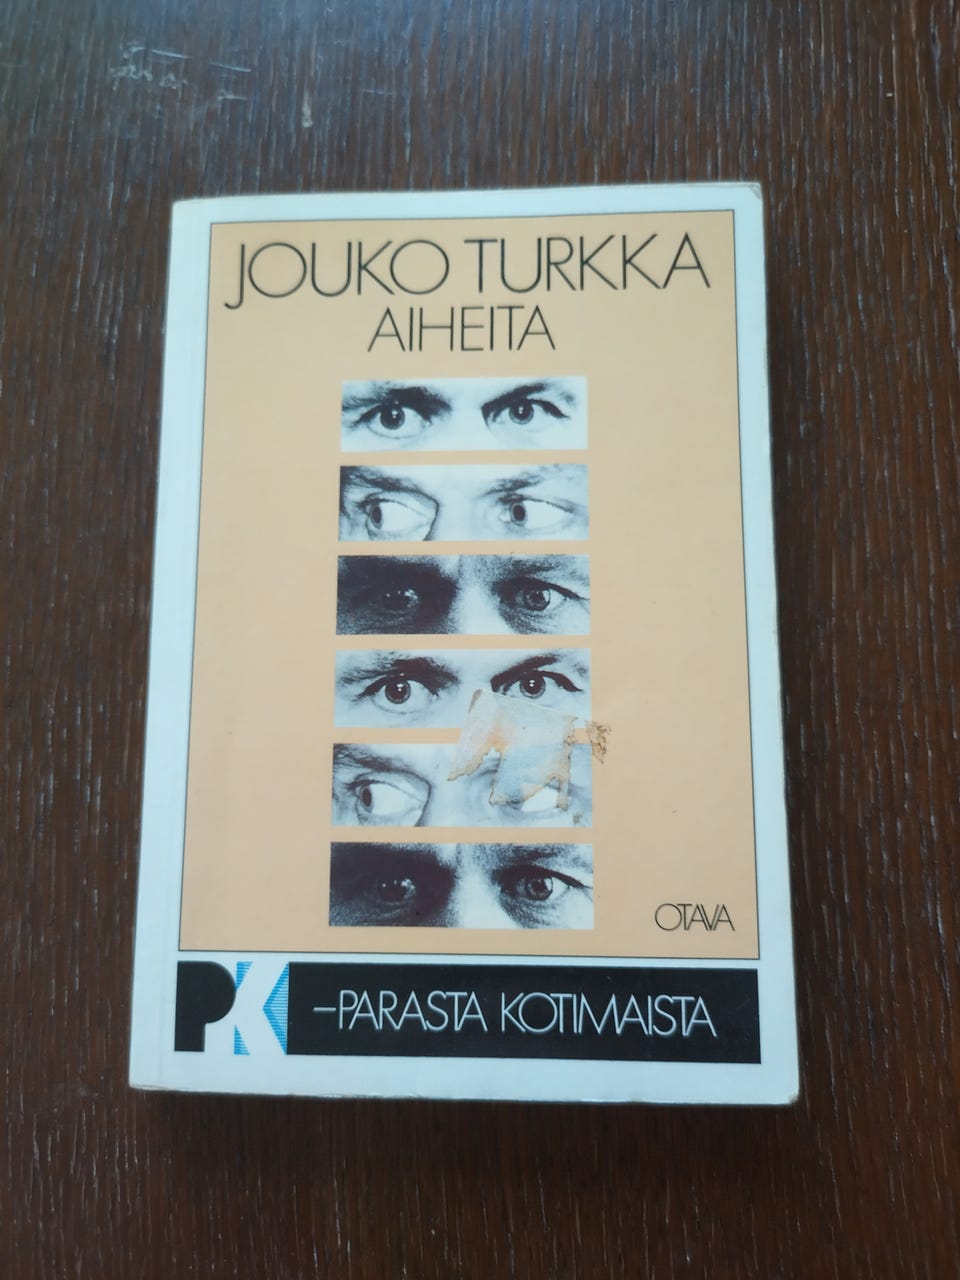 JOUKO TURKKA
AIHEITA
OTAVA
PK –PARASTA KOTIMAISTA